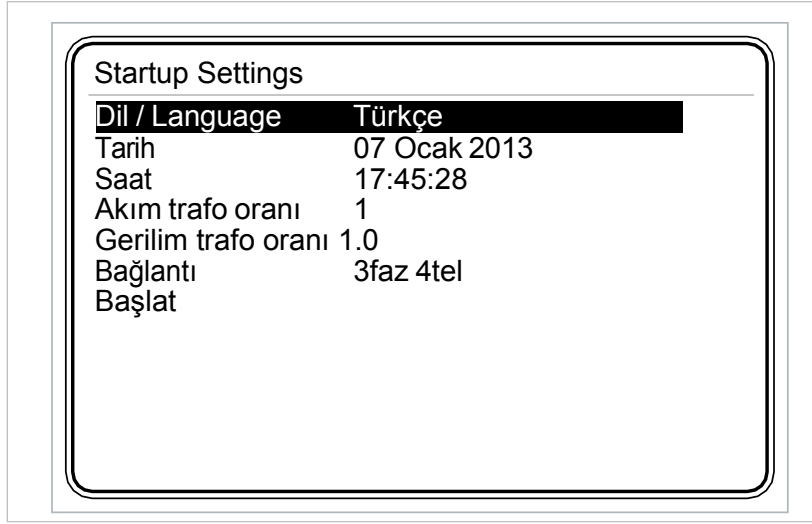 Startup Settings
Dil / Language Türkçe
Tarih 07 Ocak 2013
Saat 17:45:28
Akım trafo oranı 1
Gerilim trafo oranı 1.0
Bağlantı 3faz 4tel
Başlat